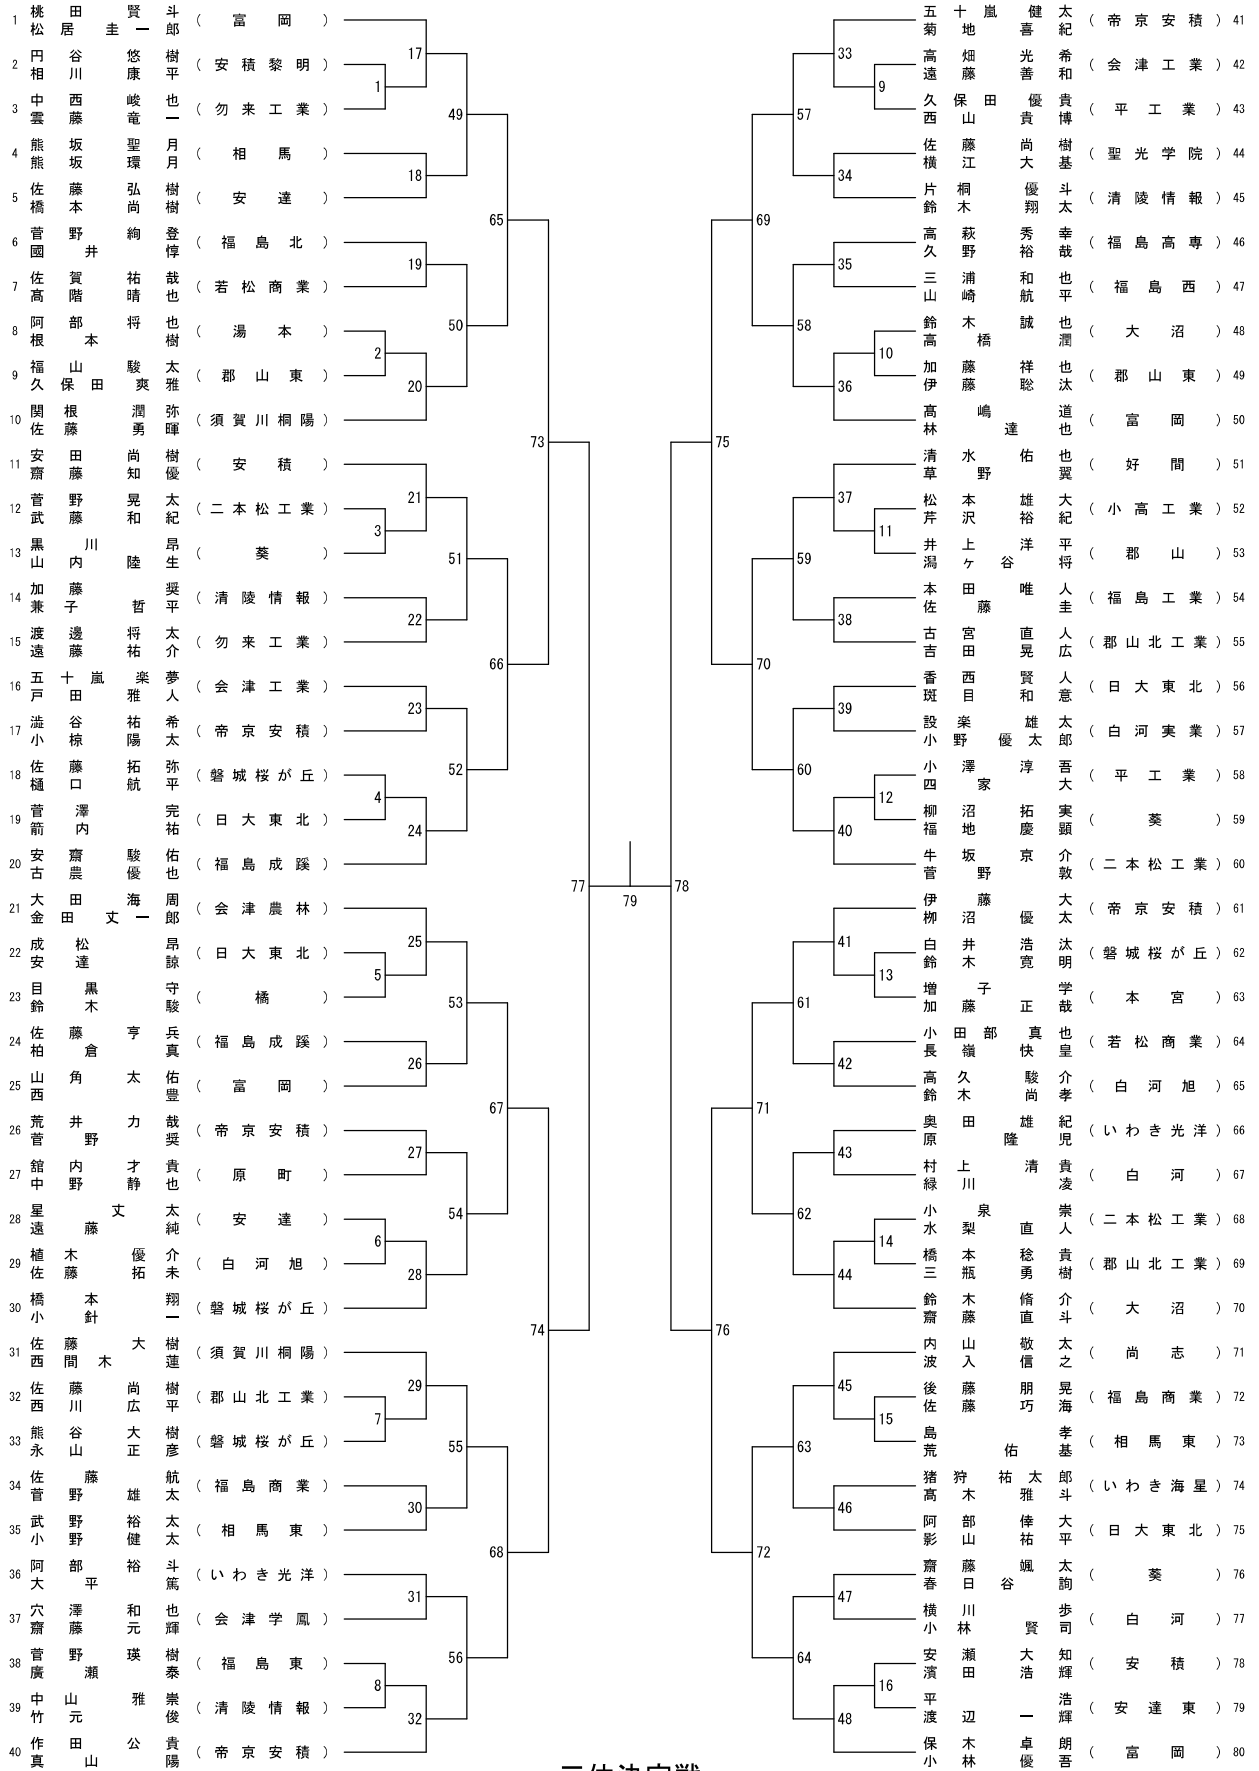 1 桃田賢斗 松居圭一郎 (富岡)
2 円谷悠樹 相川康平 (安積黎明)
3 中西峻也 雲藤竜一 (勿来工業)
4 熊坂聖月 熊坂環月 (相馬)
5 佐藤弘樹 橋本尚樹 (安達)
6 菅野絢登 國井惇 (福島北)
7 佐賀祐哉 髙階晴也 (若松商業)
8 阿部将也 根本樹 (湯本)
9 福山駿太 久保田爽雅 (郡山東)
10 関根潤弥 佐藤勇暉 (須賀川桐陽)
11 安田尚樹 齋藤知優 (安積)
12 菅野晃太 武藤和紀 (二本松工業)
13 黒川昂 山内陸生 (葵)
14 加藤奨 兼子哲平 (清陵情報)
15 渡邊将太 遠藤祐介 (勿来工業)
16 五十嵐楽夢 戸田雅人 (会津工業)
17 澁谷祐希 小椋陽太 (帝京安積)
18 佐藤拓弥 樋口航平 (磐城桜が丘)
19 菅澤完 箭内祐 (日大東北)
20 安齋駿佑 古農優也 (福島成蹊)
21 大田海周 金田丈一郎 (会津農林)
22 成松昂 安達諒 (日大東北)
23 目黒守 鈴木駿 (橘)
24 佐藤亨兵 柏倉真 (福島成蹊)
25 山角太佑 西豊 (富岡)
26 荒井力哉 菅野奨 (帝京安積)
27 舘内才貴 中野静也 (原町)
28 星丈太 遠藤純 (安達)
29 植木優介 佐藤拓未 (白河旭)
30 橋本翔 小針一 (磐城桜が丘)
31 佐藤大樹 西間木蓮 (須賀川桐陽)
32 佐藤尚樹 西川広平 (郡山北工業)
33 熊谷大樹 永山正彦 (磐城桜が丘)
34 佐藤航 菅野雄太 (福島商業)
35 武野裕太 小野健太 (相馬東)
36 阿部裕斗 大平篤 (いわき光洋)
37 穴澤和也 齋藤元輝 (会津学鳳)
38 菅野瑛樹 廣瀬泰 (福島東)
39 中山雅崇 竹元俊 (清陵情報)
40 作田公貴 真山陽 (帝京安積)
1
2
3
4
5
6
7
8
17
18
19
20
21
22
23
24
25
26
27
28
29
30
31
32
49
50
51
52
53
54
55
56
65
66
67
68
73
74
77
79
78
75
76
69
70
71
72
57
58
59
60
61
62
63
64
33
34
35
36
37
38
39
40
41
42
43
44
45
46
47
48
9
10
11
12
13
14
15
16
五十嵐健太 菊地喜紀 (帝京安積) 41
高畑光希 遠藤善和 (会津工業) 42
久保田優貴 西山貴博 (平工業) 43
佐藤尚樹 横江大基 (聖光学院) 44
片桐優斗 鈴木翔太 (清陵情報) 45
高萩秀幸 久野裕哉 (福島高専) 46
三浦和也 山崎航平 (福島西) 47
鈴木誠也 高橋潤 (大沼) 48
加藤祥也 伊藤聡汰 (郡山東) 49
髙嶋道 林達也 (富岡) 50
清水佑也 草野翼 (好間) 51
松本雄大 芹沢裕紀 (小高工業) 52
井上洋平 潟ヶ谷将 (郡山) 53
本田唯人 佐藤圭 (福島工業) 54
古宮直人 吉田晃広 (郡山北工業) 55
香西賢人 斑目和意 (日大東北) 56
設楽雄太 小野優太郎 (白河実業) 57
小澤淳吾 四家大 (平工業) 58
柳沼拓実 福地慶顕 (葵) 59
牛坂京介 菅野敦 (二本松工業) 60
伊藤大 栁沼優太 (帝京安積) 61
白井浩汰 鈴木寛明 (磐城桜が丘) 62
増子学 加藤正哉 (本宮) 63
小田部真也 長嶺快皇 (若松商業) 64
高久駿介 鈴木尚孝 (白河旭) 65
奥田雄紀 原隆児 (いわき光洋) 66
村上清貴 緑川凌 (白河) 67
小泉崇 水梨直人 (二本松工業) 68
橋本稔貴 三瓶勇樹 (郡山北工業) 69
鈴木脩介 齋藤直斗 (大沼) 70
内山敬太 波入信之 (尚志) 71
後藤朋晃 佐藤巧海 (福島商業) 72
島孝 荒佑基 (相馬東) 73
猪狩祐太郎 髙木雅斗 (いわき海星) 74
阿部倖大 影山祐平 (日大東北) 75
齋藤颯太 春日谷詢 (葵) 76
横川歩 小林賢司 (白河) 77
安瀬大知 濱田浩輝 (安積) 78
平浩 渡辺一輝 (安達東) 79
保木卓朗 小林優吾 (富岡) 80